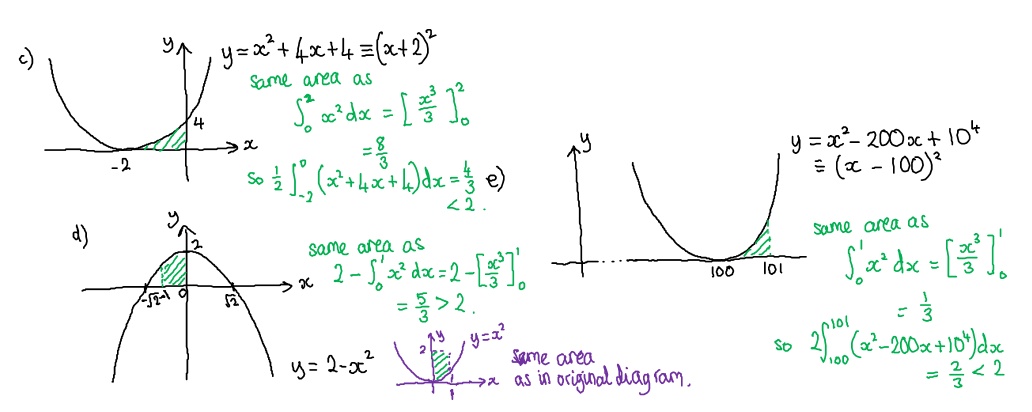 c)
y
y = x² + 4x + 4 ≡ (x+2)²
same area as
∫₀² x² dx = [x³/3]₀²
= 8/3
so ½ ∫₋₂⁰ (x² + 4x + 4) dx = 4/3
< 2.
4
x
-2
d)
y
2
x
-√2 -1 0 √2
y = 2 - x²
same area as
2 - ∫₀¹ x² dx = 2 - [x³/3]₀¹
= 5/3 > 2.
y
y = x²
2
x
1
same area
as in original diagram.
e)
y
y = x² - 200x + 10⁴
≡ (x - 100)²
100 101
x
same area as
∫₀¹ x² dx = [x³/3]₀¹
= 1/3
so 2 ∫₁₀₀¹⁰¹ (x² - 200x + 10⁴) dx
= 2/3 < 2